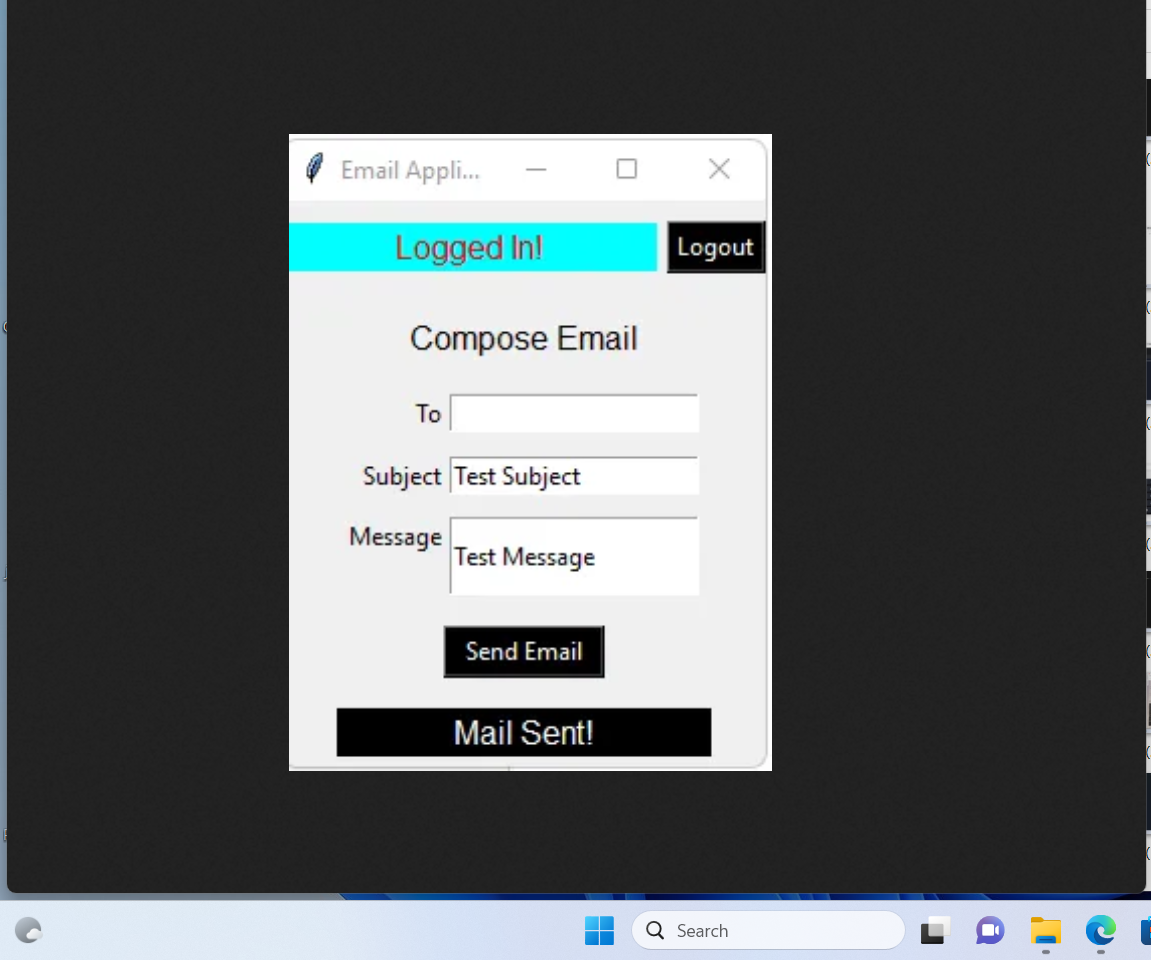 Email Appli...
Logged In!
Logout
Compose Email
To
Subject
Test Subject
Message
Test Message
Send Email
Mail Sent!
Search